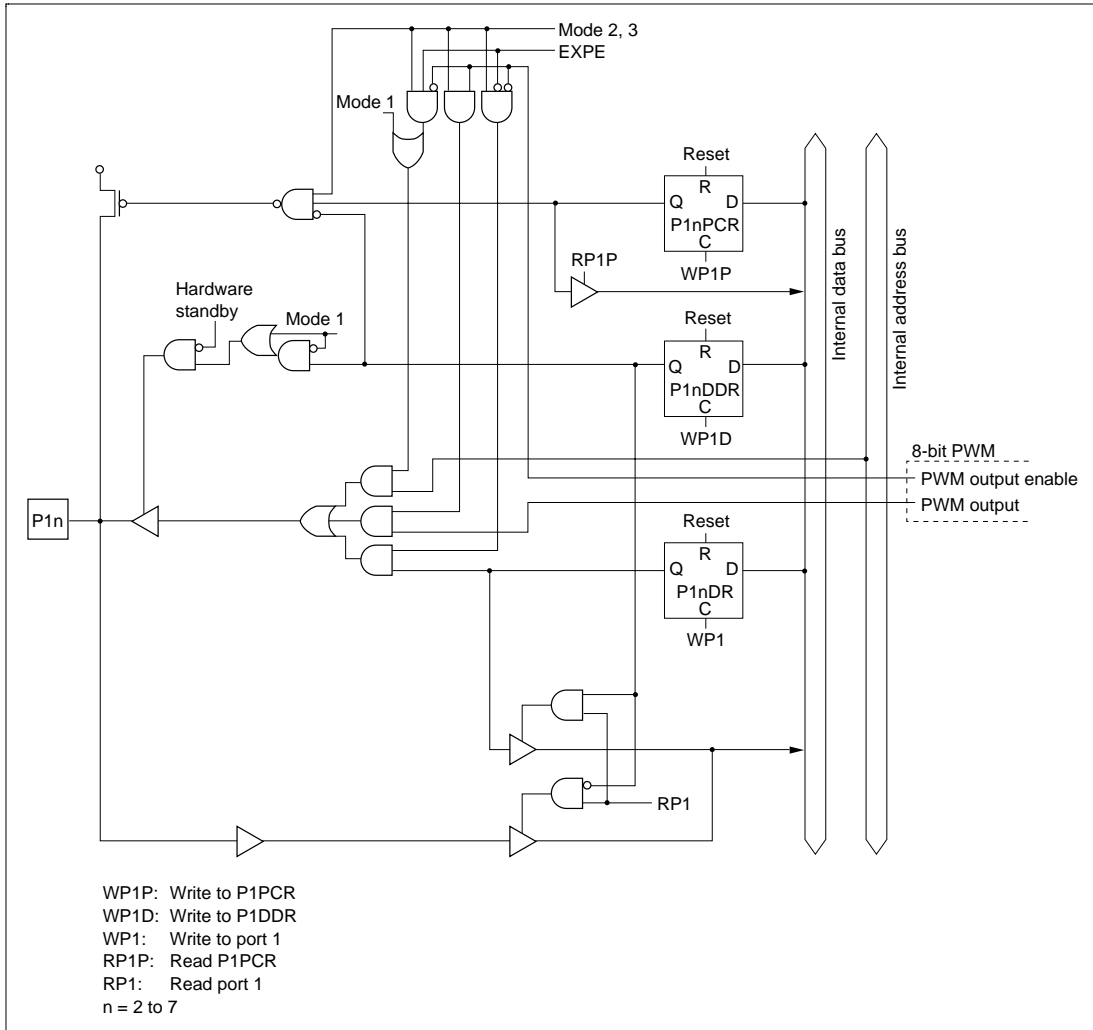 Mode 2, 3
EXPE
Mode 1
Reset
R
Q D
P1nPCR
C
WP1P
RP1P
Hardware
standby
Mode 1
Reset
R
Q D
P1nDDR
C
WP1D
Internal data bus
Internal address bus
8-bit PWM
PWM output enable
PWM output
P1n
Reset
R
Q D
P1nDR
C
WP1
RP1
WP1P: Write to P1PCR
WP1D: Write to P1DDR
WP1: Write to port 1
RP1P: Read P1PCR
RP1: Read port 1
n = 2 to 7